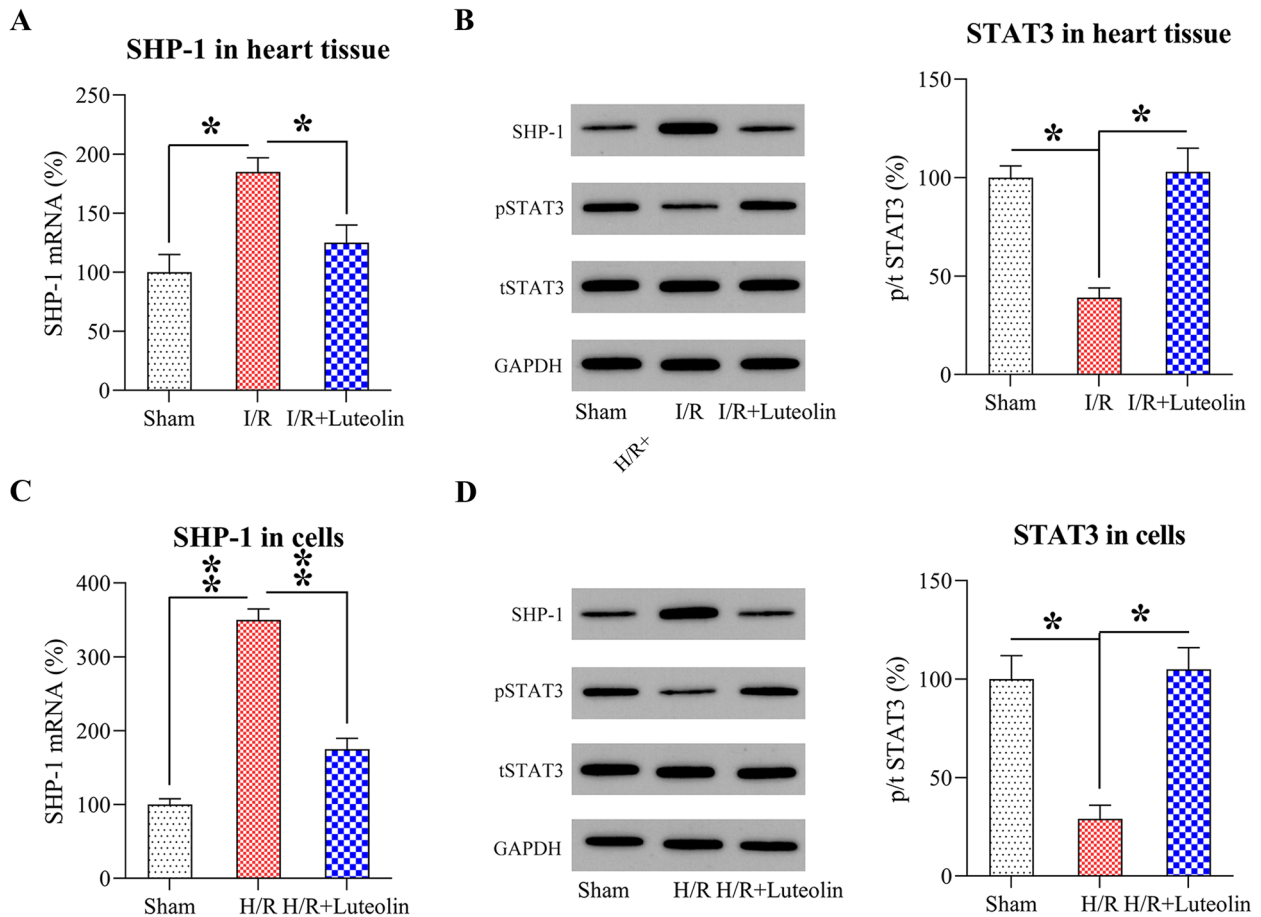 A
SHP-1 in heart tissue
SHP-1 mRNA (%)
250
200
150
100
50
0
*
*
Sham I/R I/R+Luteolin
B
SHP-1
pSTAT3
tSTAT3
GAPDH
Sham I/R I/R+Luteolin
H/R+
STAT3 in heart tissue
p/t STAT3 (%)
150
100
50
0
*
*
Sham I/R I/R+Luteolin
C
SHP-1 in cells
SHP-1 mRNA (%)
400
300
200
100
0
**
**
Sham H/R H/R+Luteolin
D
SHP-1
pSTAT3
tSTAT3
GAPDH
Sham H/R H/R+Luteolin
STAT3 in cells
p/t STAT3 (%)
150
100
50
0
*
*
Sham H/R H/R+Luteolin